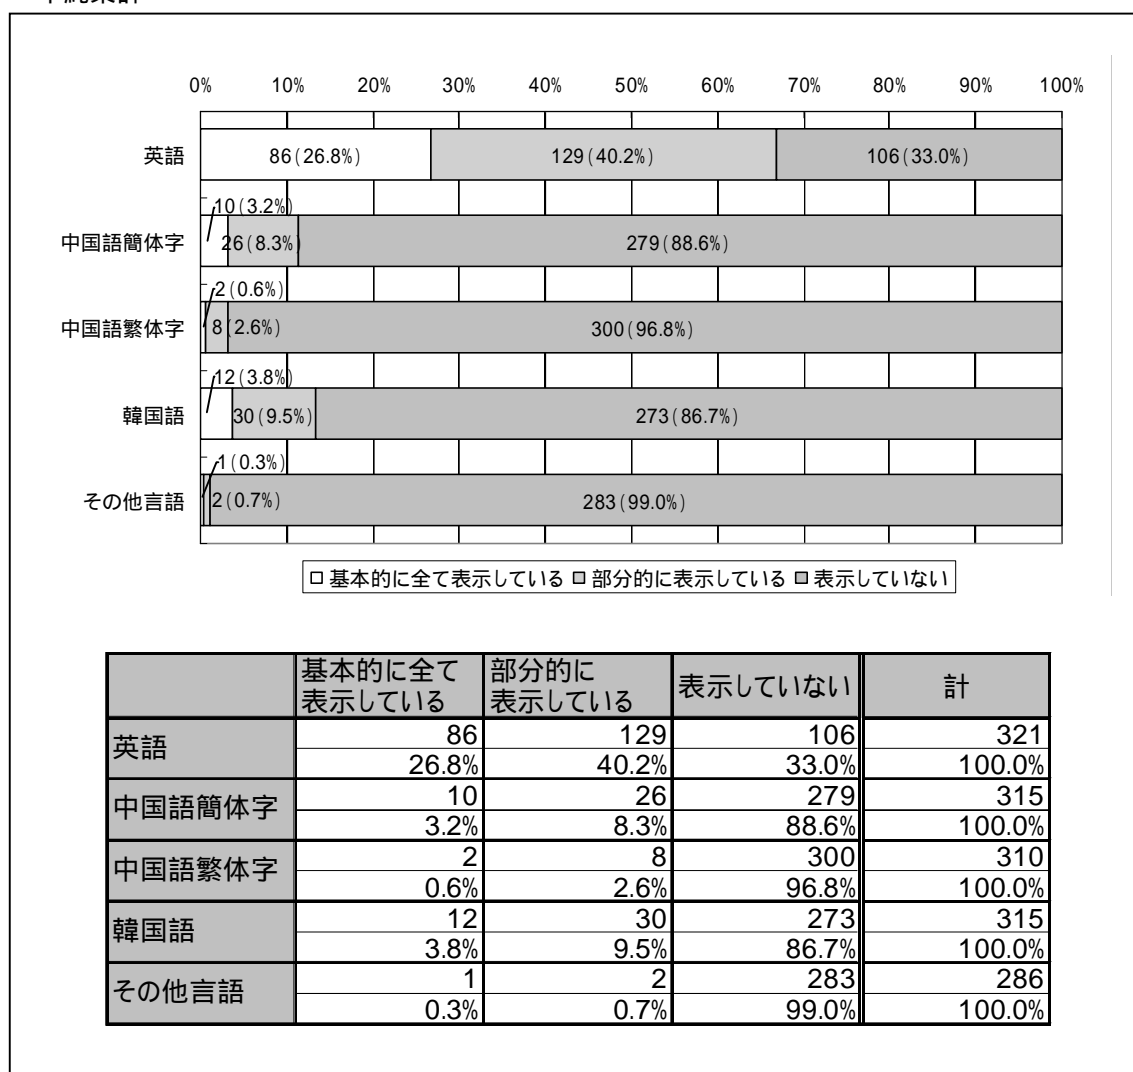 0% 10% 20% 30% 40% 50% 60% 70% 80% 90% 100%
英語 86(26.8%) 129(40.2%) 106(33.0%)
10(3.2%)
中国語簡体字 26(8.3%) 279(88.6%)
2(0.6%)
中国語繁体字 8(2.6%) 300(96.8%)
12(3.8%)
韓国語 30(9.5%) 273(86.7%)
1(0.3%)
その他言語 2(0.7%) 283(99.0%)
基本的に全て表示している 部分的に表示している 表示していない
基本的に全て 部分的に
表示している 表示している 表示していない 計
英語 86 129 106 321
26.8% 40.2% 33.0% 100.0%
中国語簡体字 10 26 279 315
3.2% 8.3% 88.6% 100.0%
中国語繁体字 2 8 300 310
0.6% 2.6% 96.8% 100.0%
韓国語 12 30 273 315
3.8% 9.5% 86.7% 100.0%
その他言語 1 2 283 286
0.3% 0.7% 99.0% 100.0%